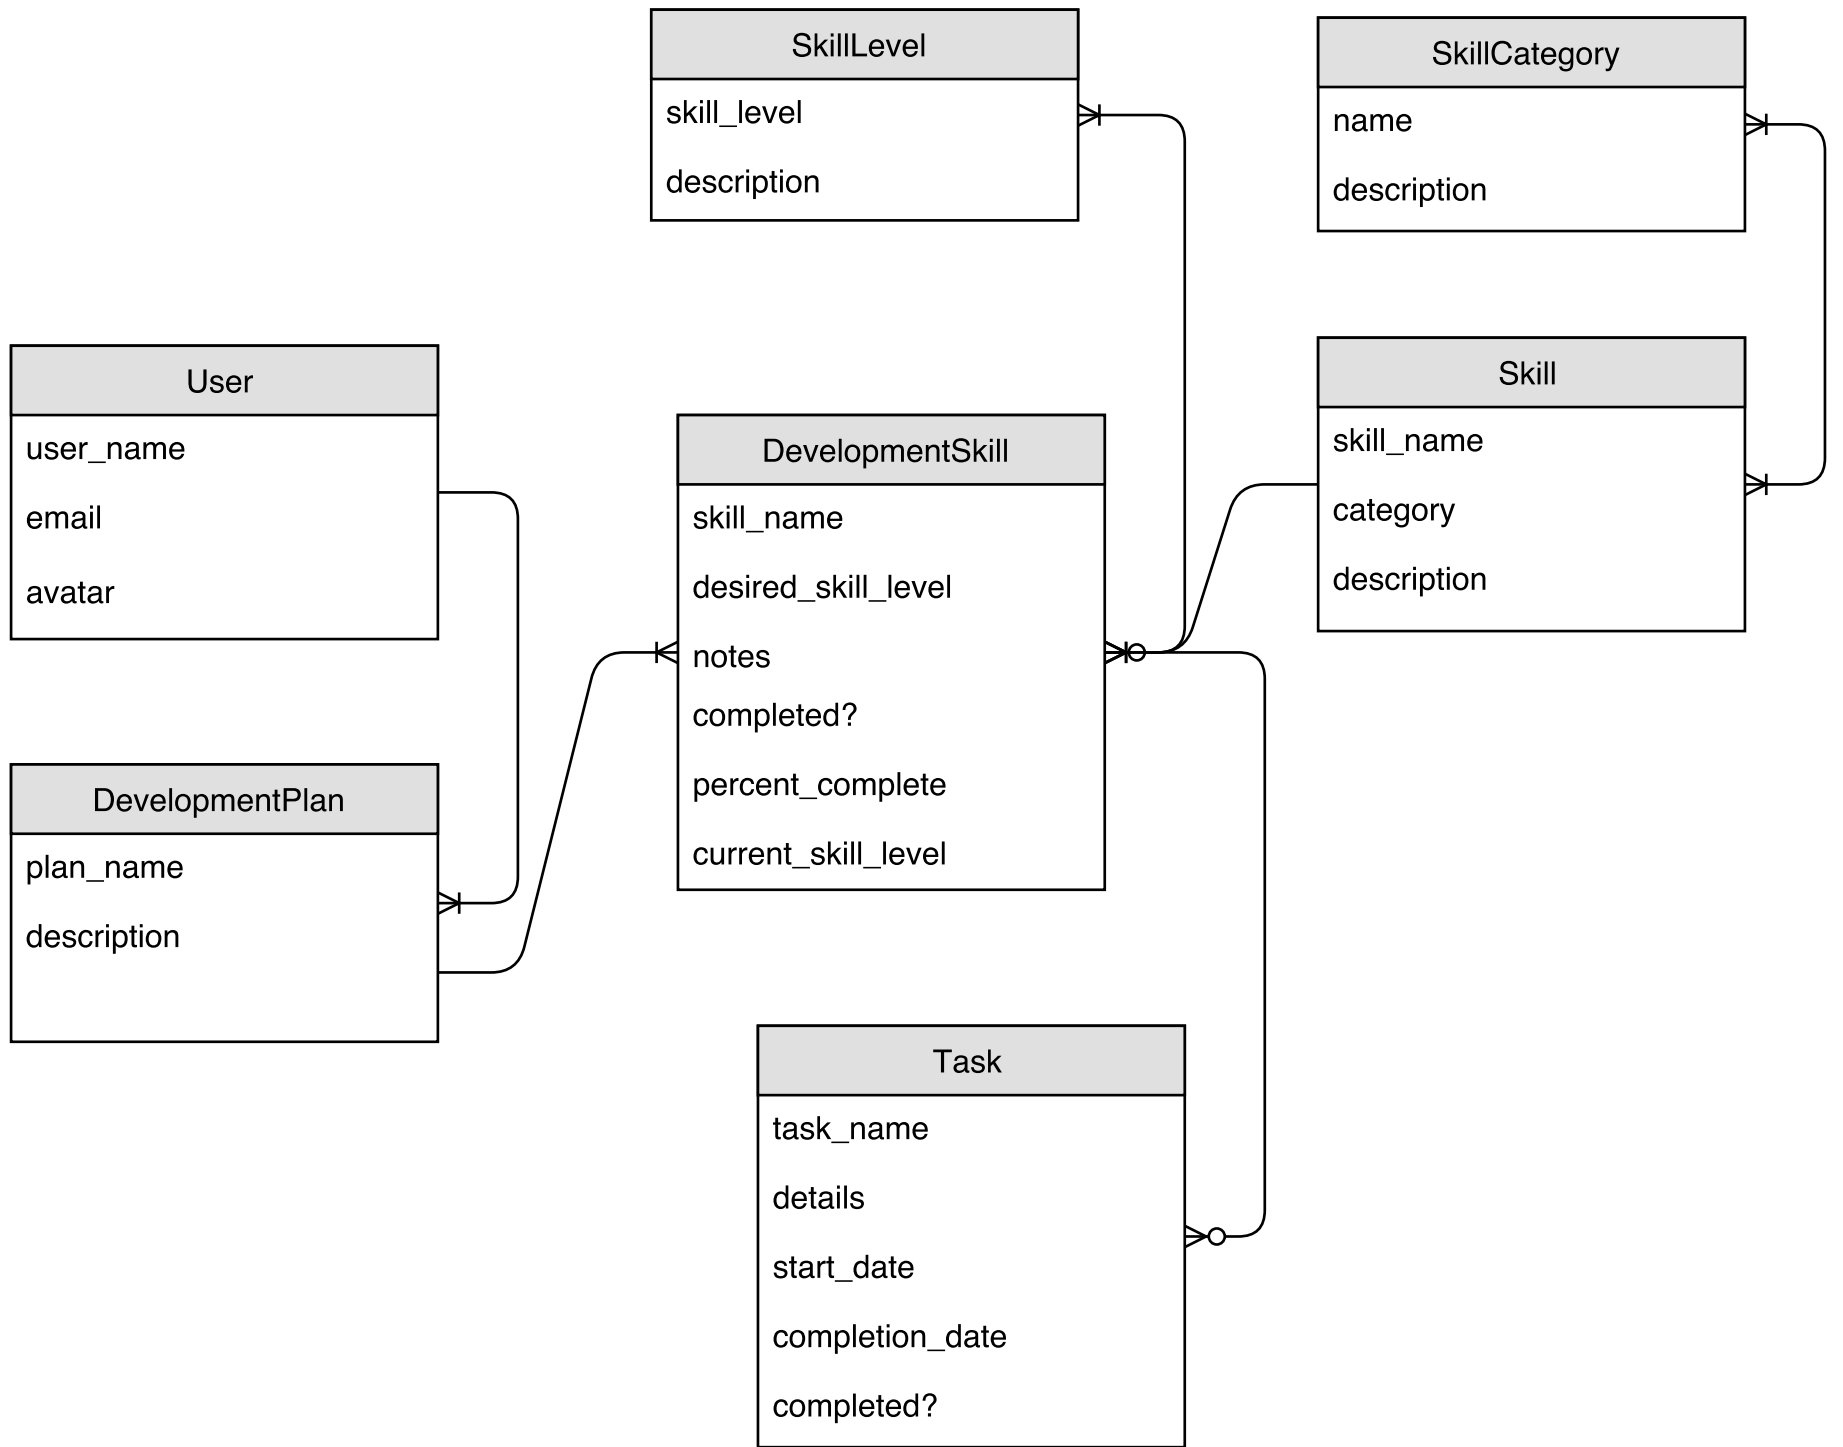 SkillLevel
skill_level
description
SkillCategory
name
description
User
user_name
email
avatar
DevelopmentSkill
skill_name
desired_skill_level
notes
completed?
percent_complete
current_skill_level
Skill
skill_name
category
description
DevelopmentPlan
plan_name
description
Task
task_name
details
start_date
completion_date
completed?